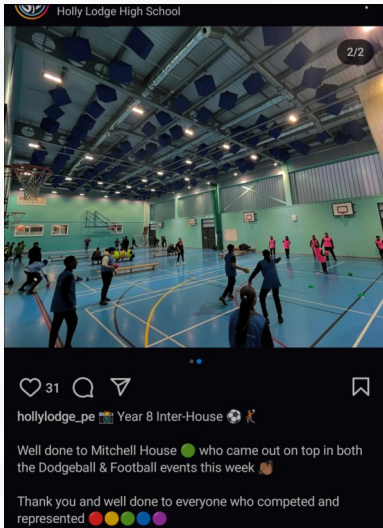 Holly Lodge High School
2/2
31
hollylodge_pe 📸 Year 8 Inter-House ⚽🤾🏽
Well done to Mitchell House 🟢 who came out on top in both
the Dodgeball & Football events this week 👏🏽
Thank you and well done to everyone who competed and
represented 🔴🟡🟢🔵🟣